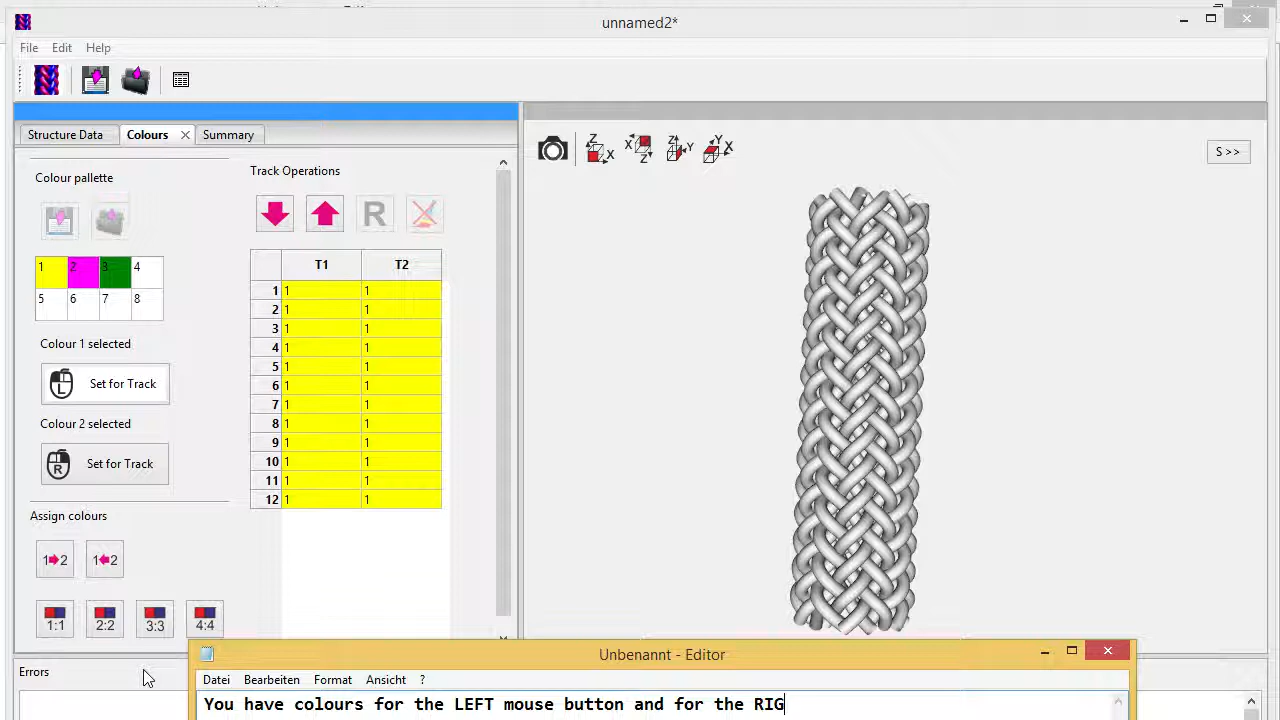 unnamed2*
File Edit Help
Structure Data Colours Summary
Colour palette
1 2 3 4
5 6 7 8
Colour 1 selected
L Set for Track
Colour 2 selected
R Set for Track
Assign colours
1 2 1 2
1:1 2:2 3:3 4:4
Track Operations
R
T1 T2
1 1 1
2 1 1
3 1 1
4 1 1
5 1 1
6 1 1
7 1 1
8 1 1
9 1 1
10 1 1
11 1 1
12 1 1
Z X X Z Z Y Y X
S >>
Errors
Unbenannt - Editor
Datei Bearbeiten Format Ansicht ?
You have colours for the LEFT mouse button and for the RIG